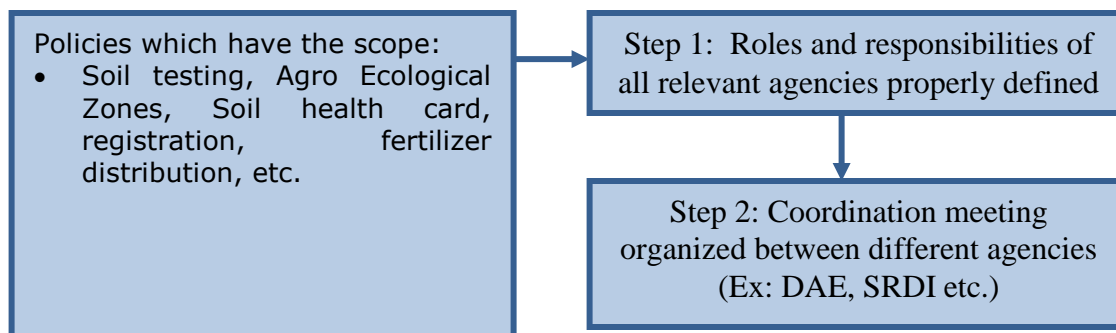 Policies which have the scope:
• Soil testing, Agro Ecological
Zones, Soil health card,
registration, fertilizer
distribution, etc.
Step 1: Roles and responsibilities of
all relevant agencies properly defined
Step 2: Coordination meeting
organized between different agencies
(Ex: DAE, SRDI etc.)